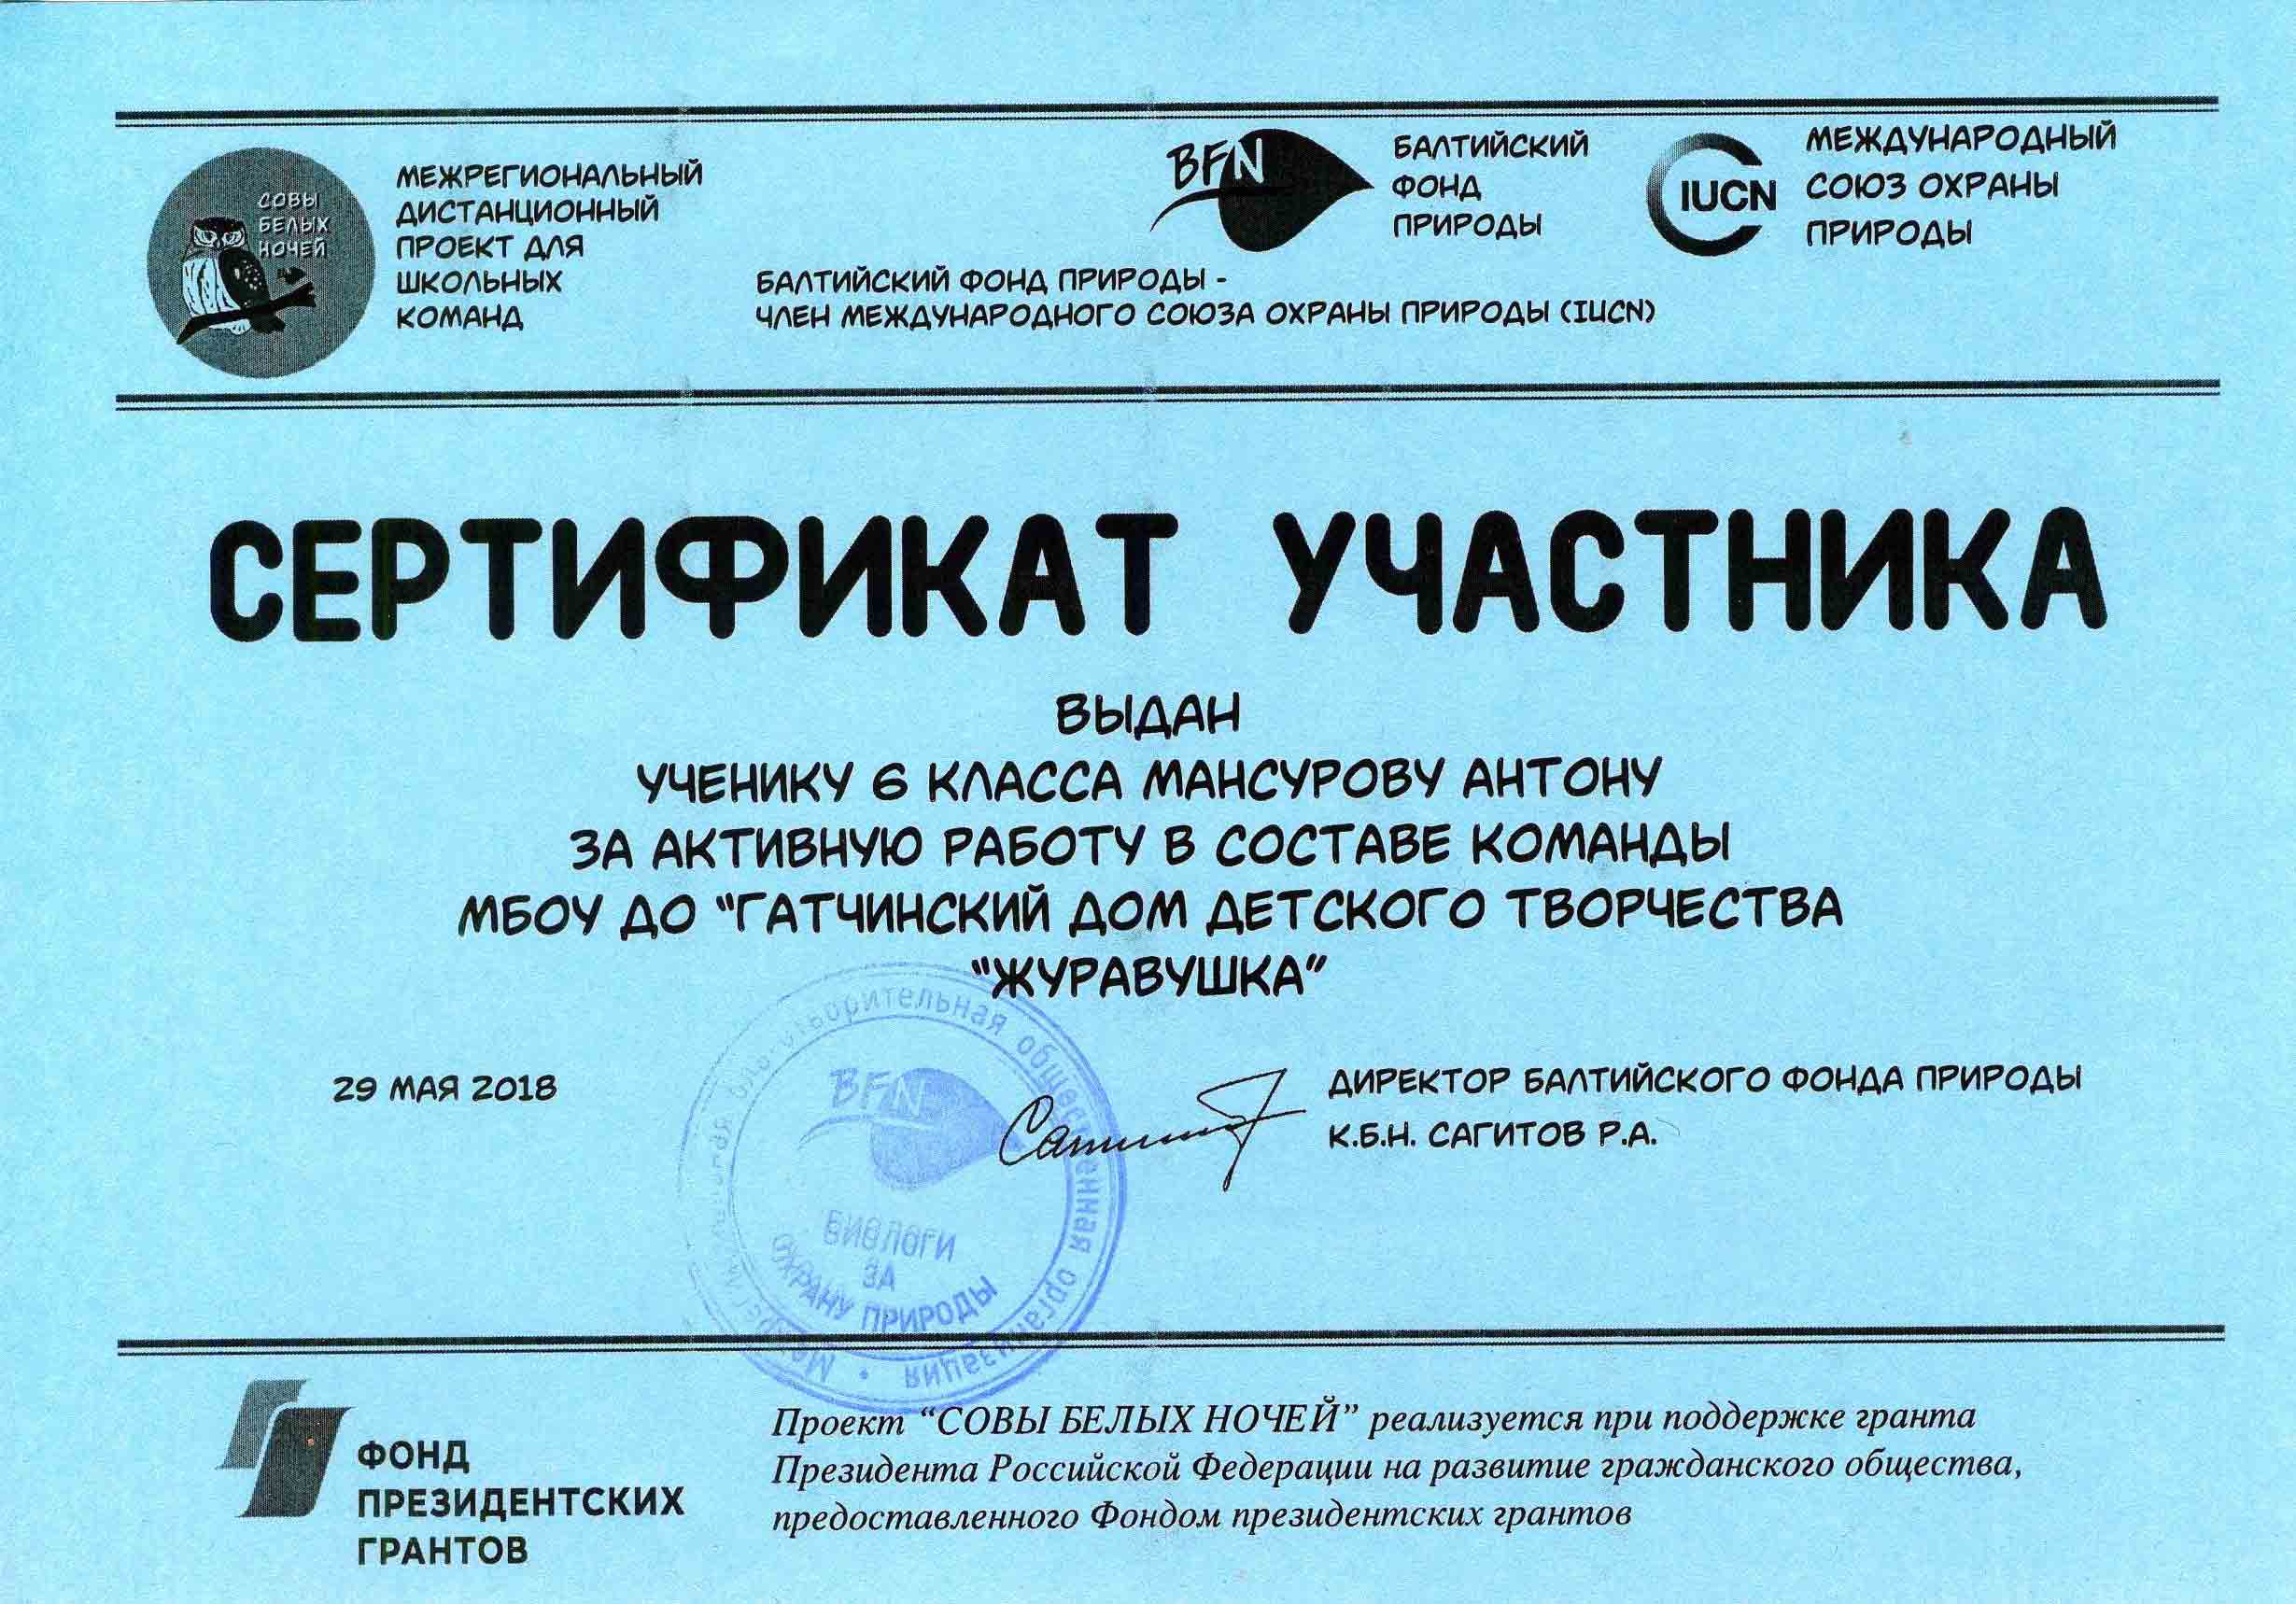 СОВЫ
БЕЛЫХ
НОЧЕЙ
МЕЖРЕГИОНАЛЬНЫЙ
ДИСТАНЦИОННЫЙ
ПРОЕКТ ДЛЯ
ШКОЛЬНЫХ
КОМАНД
BFN
БАЛТИЙСКИЙ
ФОНД
ПРИРОДЫ
IUCN
МЕЖДУНАРОДНЫЙ
СОЮЗ ОХРАНЫ
ПРИРОДЫ
БАЛТИЙСКИЙ ФОНД ПРИРОДЫ -
ЧЛЕН МЕЖДУНАРОДНОГО СОЮЗА ОХРАНЫ ПРИРОДЫ (IUCN)
СЕРТИФИКАТ УЧАСТНИКА
ВЫДАН
УЧЕНИКУ 6 КЛАССА МАНСУРОВУ АНТОНУ
ЗА АКТИВНУЮ РАБОТУ В СОСТАВЕ КОМАНДЫ
МБОУ ДО "ГАТЧИНСКИЙ ДОМ ДЕТСКОГО ТВОРЧЕСТВА
"ЖУРАВУШКА"
29 МАЯ 2018
ДИРЕКТОР БАЛТИЙСКОГО ФОНДА ПРИРОДЫ
К.Б.Н. САГИТОВ Р.А.
общественная организация
BFN
БИОЛОГИ
ЗА
ОХРАНУ ПРИРОДЫ
ФОНД
ПРЕЗИДЕНТСКИХ
ГРАНТОВ
Проект “СОВЫ БЕЛЫХ НОЧЕЙ” реализуется при поддержке гранта
Президента Российской Федерации на развитие гражданского общества,
предоставленного Фондом президентских грантов